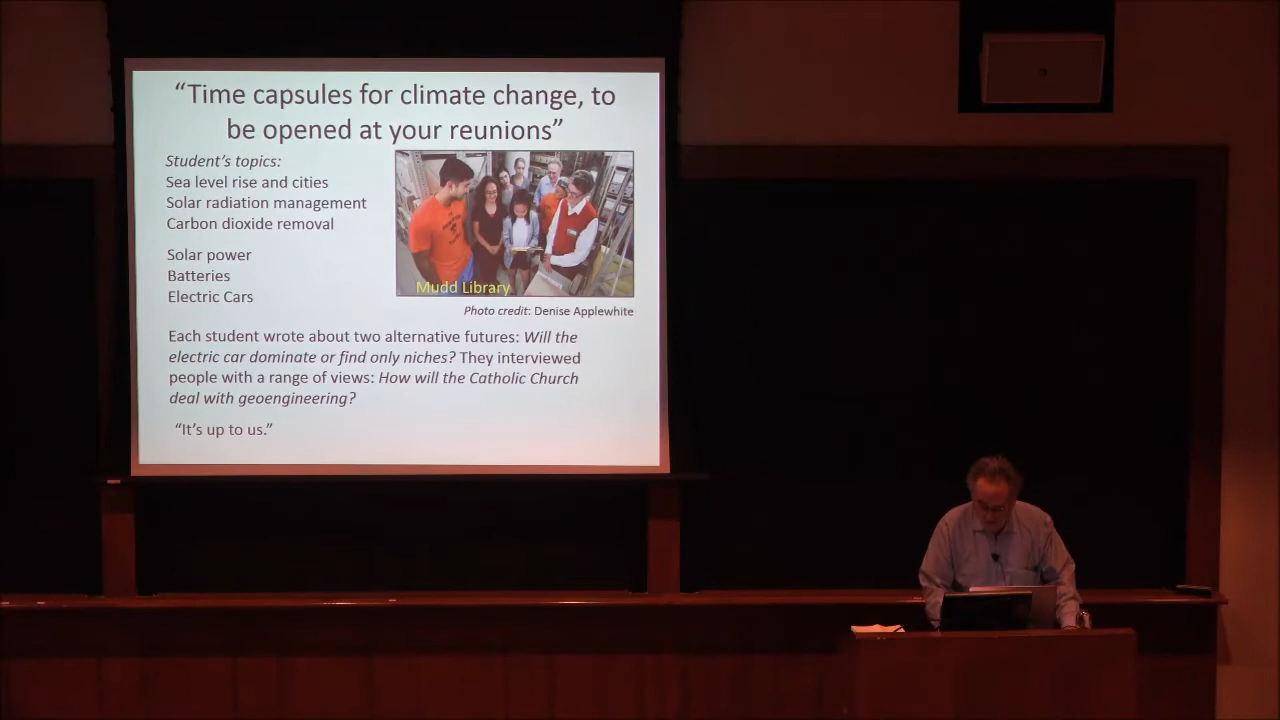 “Time capsules for climate change, to
be opened at your reunions”
Student’s topics:
Sea level rise and cities
Solar radiation management
Carbon dioxide removal
Solar power
Batteries
Electric Cars
Mudd Library
Photo credit: Denise Applewhite
Each student wrote about two alternative futures: Will the
electric car dominate or find only niches? They interviewed
people with a range of views: How will the Catholic Church
deal with geoengineering?
“It’s up to us.”